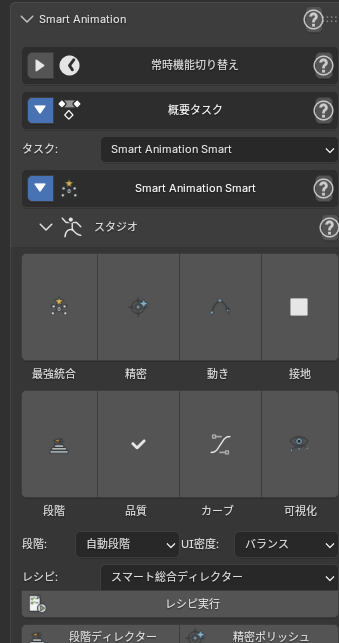 Smart Animation
常時機能切り替え
概要タスク
タスク: Smart Animation Smart
Smart Animation Smart
スタジオ
最強統合 精密 動き 接地
段階 品質 カーブ 可視化
段階: 自動段階 UI密度: バランス
レシピ: スマート総合ディレクター
レシピ実行
段階ディレクター 精密ポリッシュ